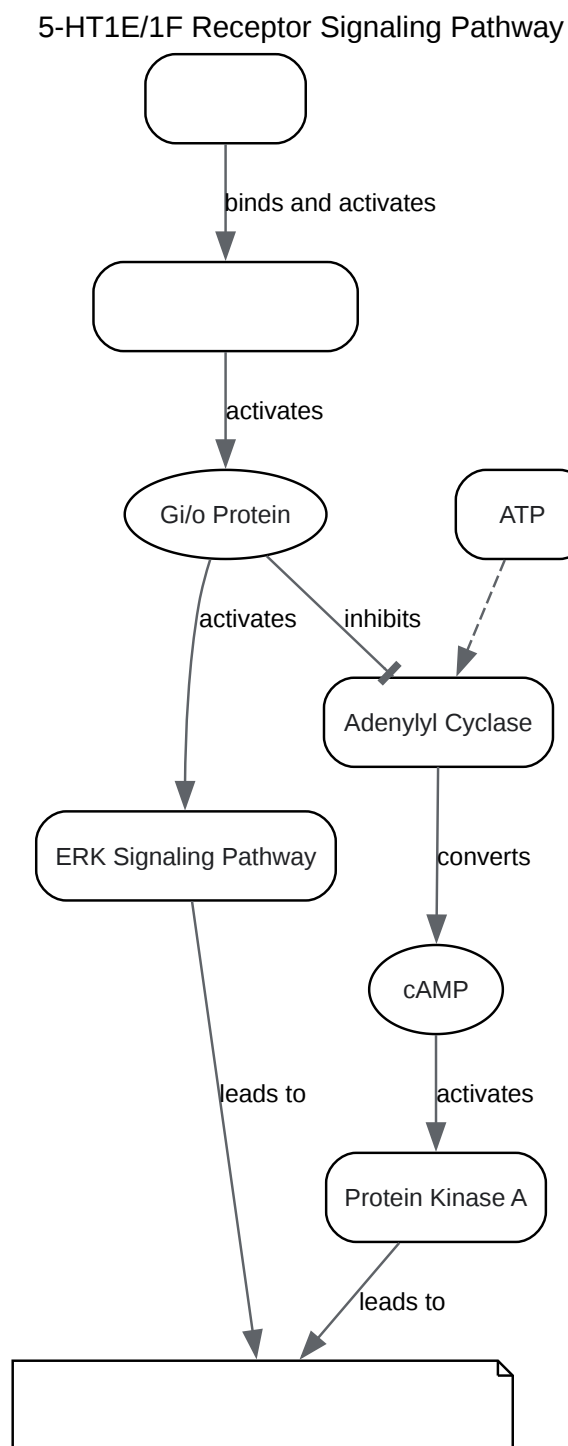 5-HT1E/1F Receptor Signaling Pathway
binds and activates
activates
Gi/o Protein
ATP
activates
inhibits
Adenylyl Cyclase
ERK Signaling Pathway
converts
cAMP
leads to
activates
Protein Kinase A
leads to